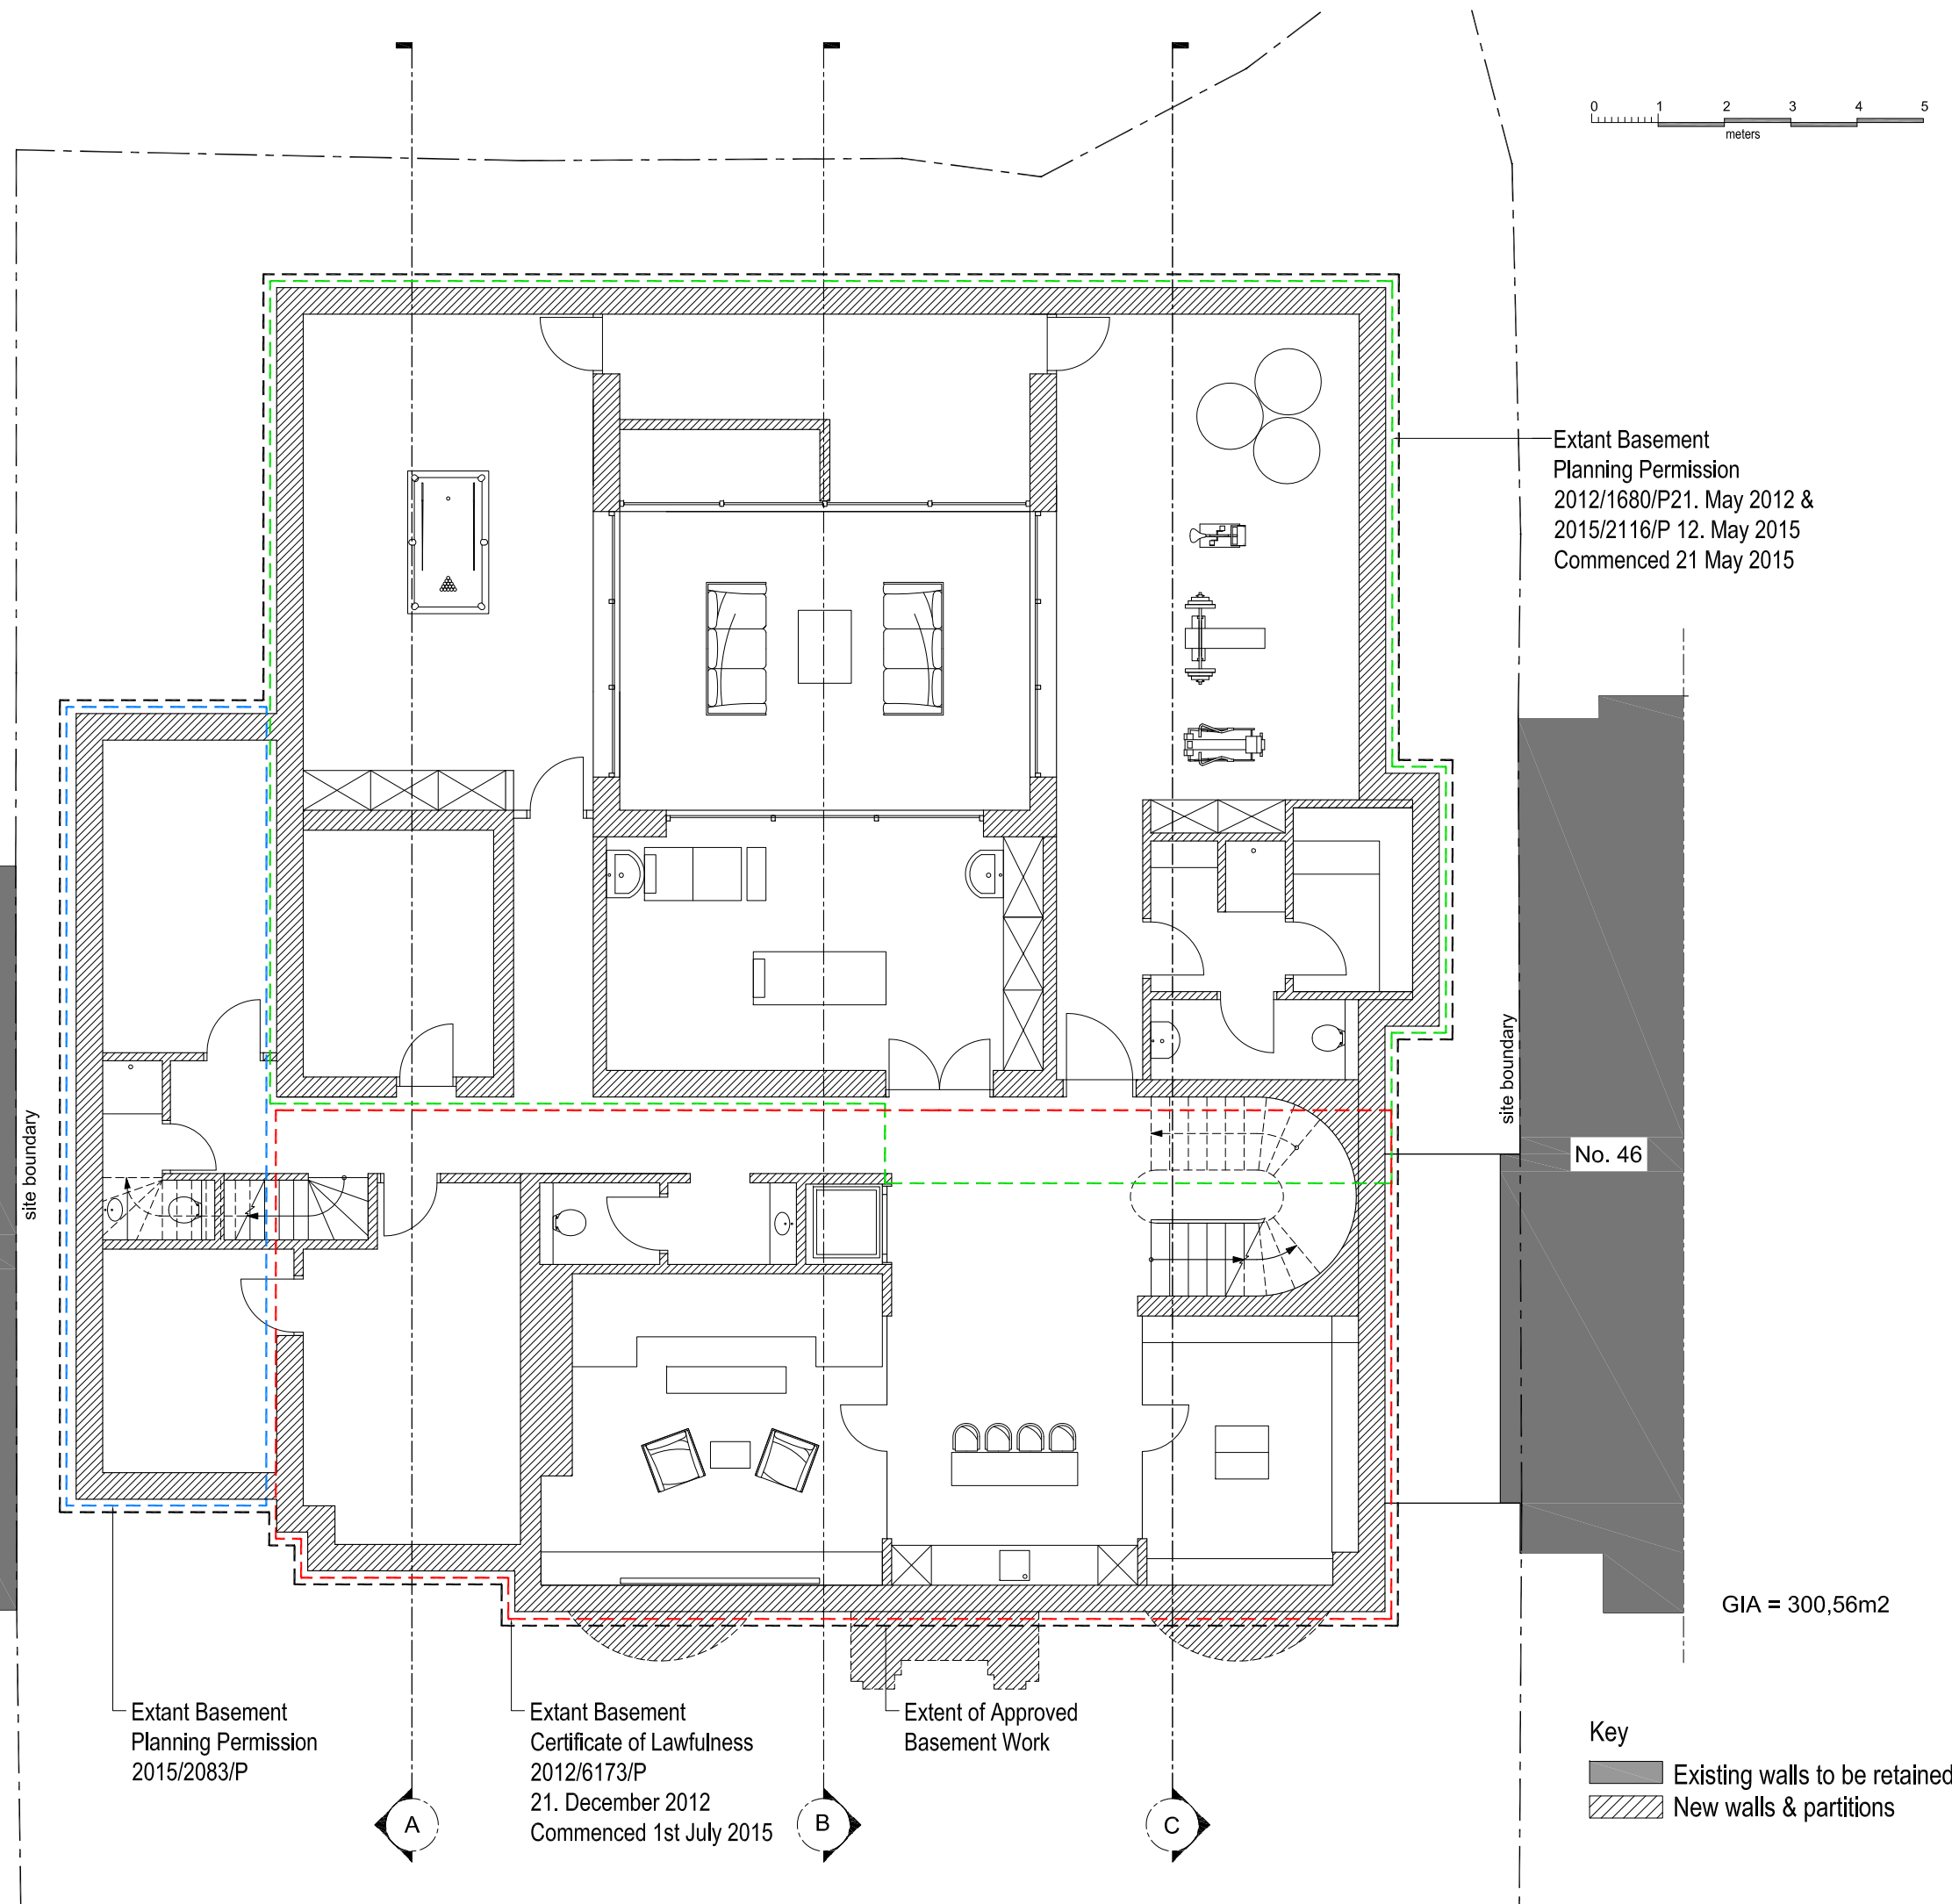 0 1 2 3 4 5
meters
Extant Basement
Planning Permission
2012/1680/P21. May 2012 &
2015/2116/P 12. May 2015
Commenced 21 May 2015
site boundary
site boundary
No. 46
GIA = 300,56m2
Extant Basement
Planning Permission
2015/2083/P
Extant Basement
Certificate of Lawfulness
2012/6173/P
21. December 2012
Commenced 1st July 2015
Extent of Approved
Basement Work
A
B
C
Key
Existing walls to be retained
New walls & partitions